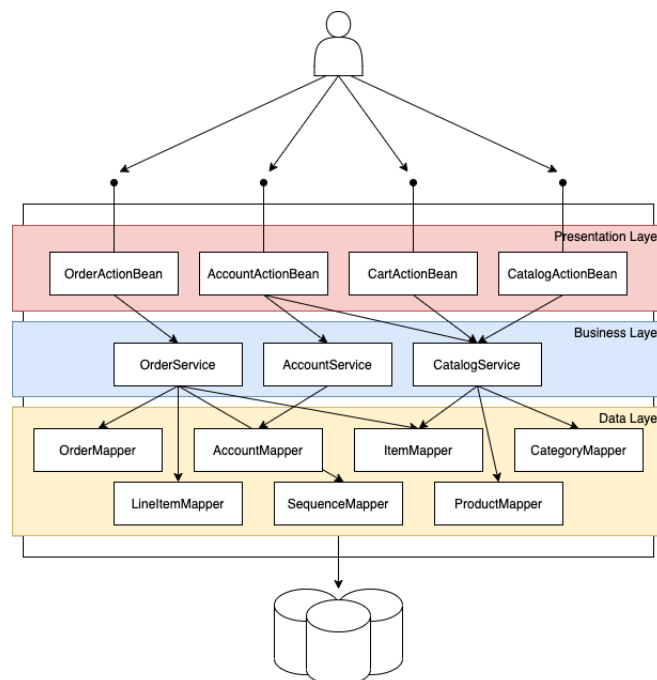 Presentation Laye
OrderActionBean
AccountActionBean
CartActionBean
CatalogActionBean
Business Laye
OrderService
AccountService
CatalogService
Data Laye
OrderMapper
AccountMapper
ItemMapper
CategoryMapper
LineItemMapper
SequenceMapper
ProductMapper